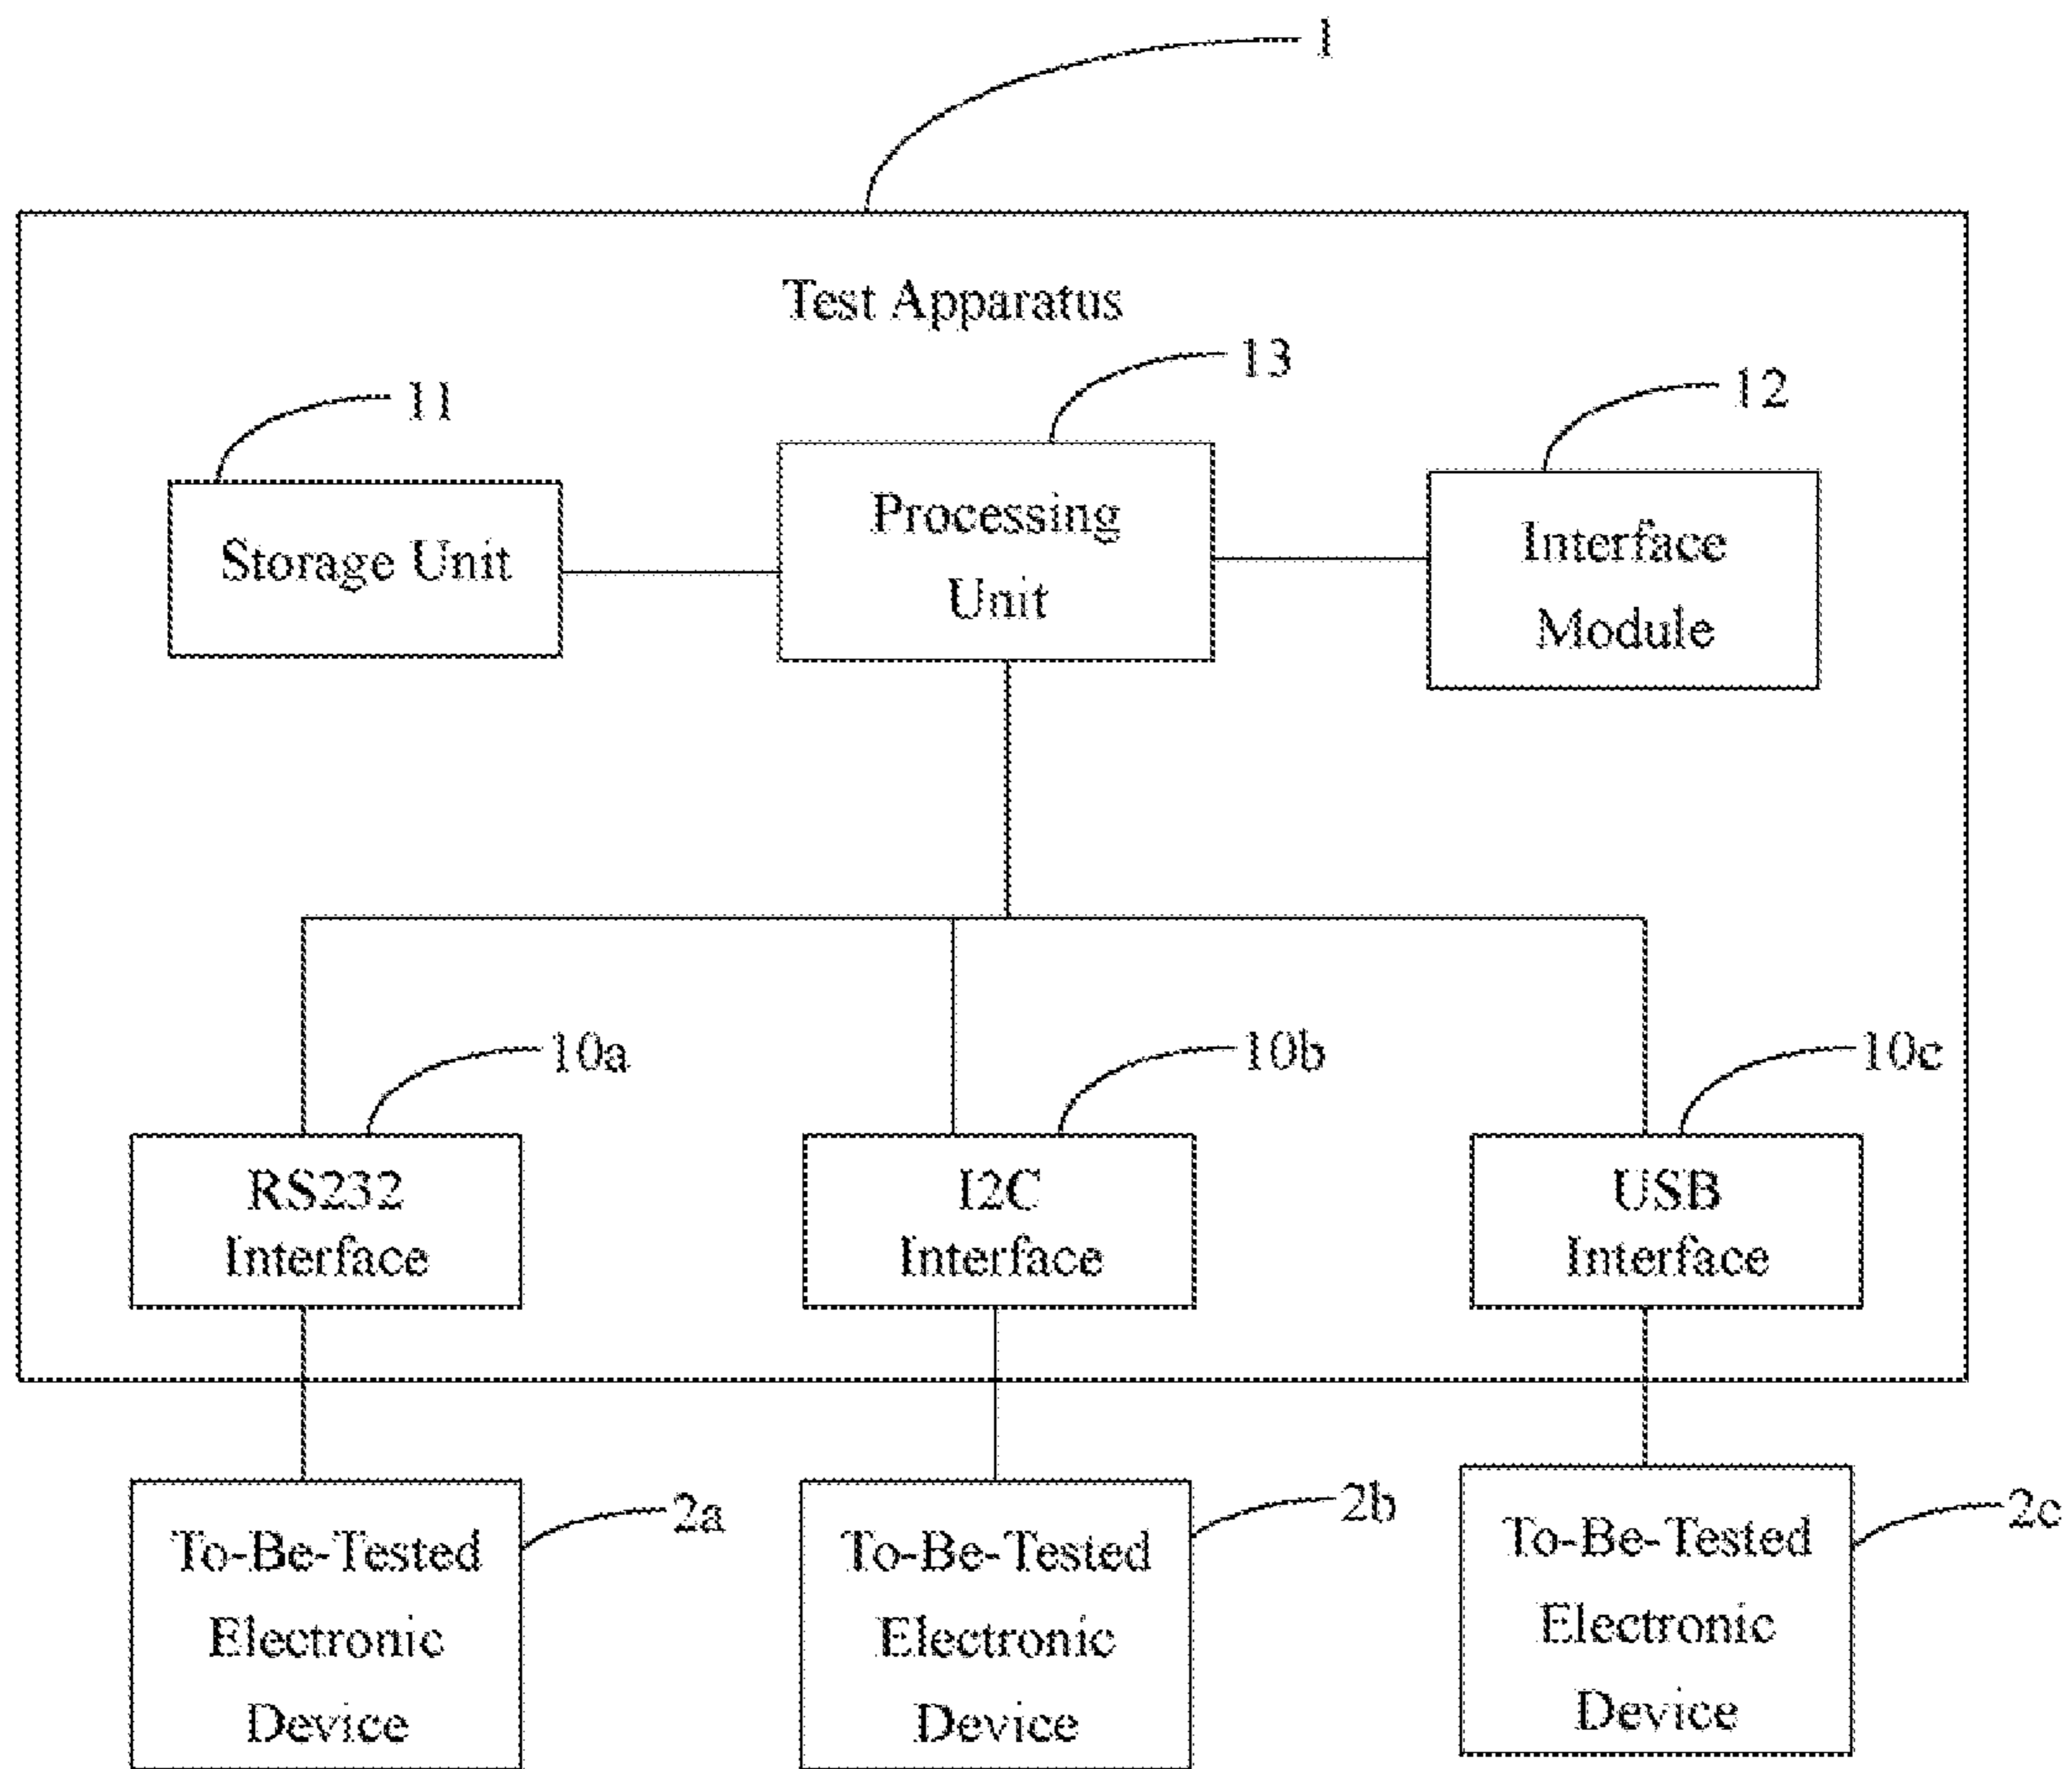 1
Test Apparatus
11
13
12
Storage Unit
Processing
Unit
Interface
Module
10a
10b
10c
RS232
Interface
I2C
Interface
USB
Interface
2a
2b
2c
To-Be-Tested
Electronic
Device
To-Be-Tested
Electronic
Device
To-Be-Tested
Electronic
Device